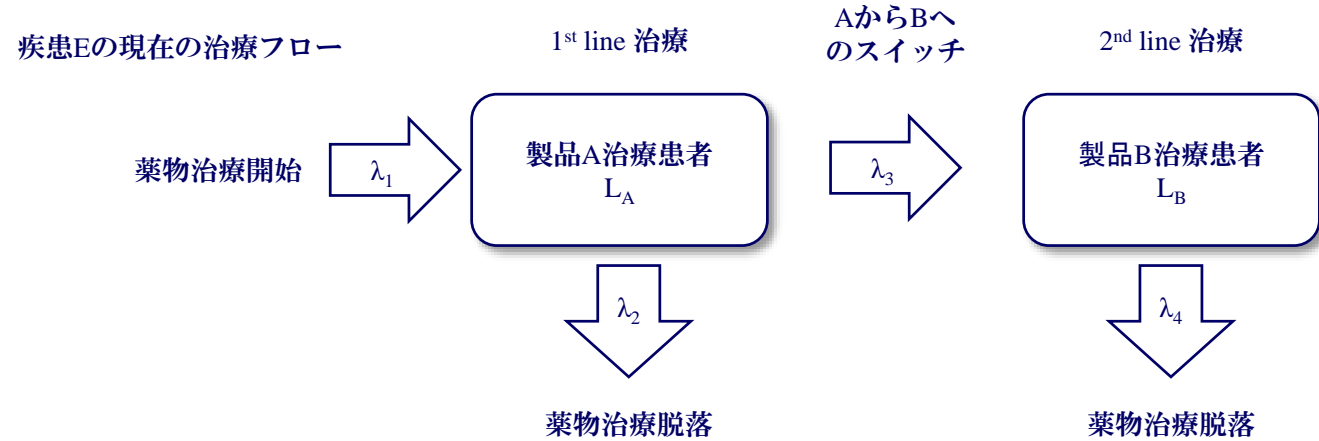 疾患Eの現在の治療フロー
1st line 治療
AからBへ
のスイッチ
2nd line 治療
薬物治療開始
λ1
製品A治療患者
LA
λ3
製品B治療患者
LB
λ2
λ4
薬物治療脱落
薬物治療脱落